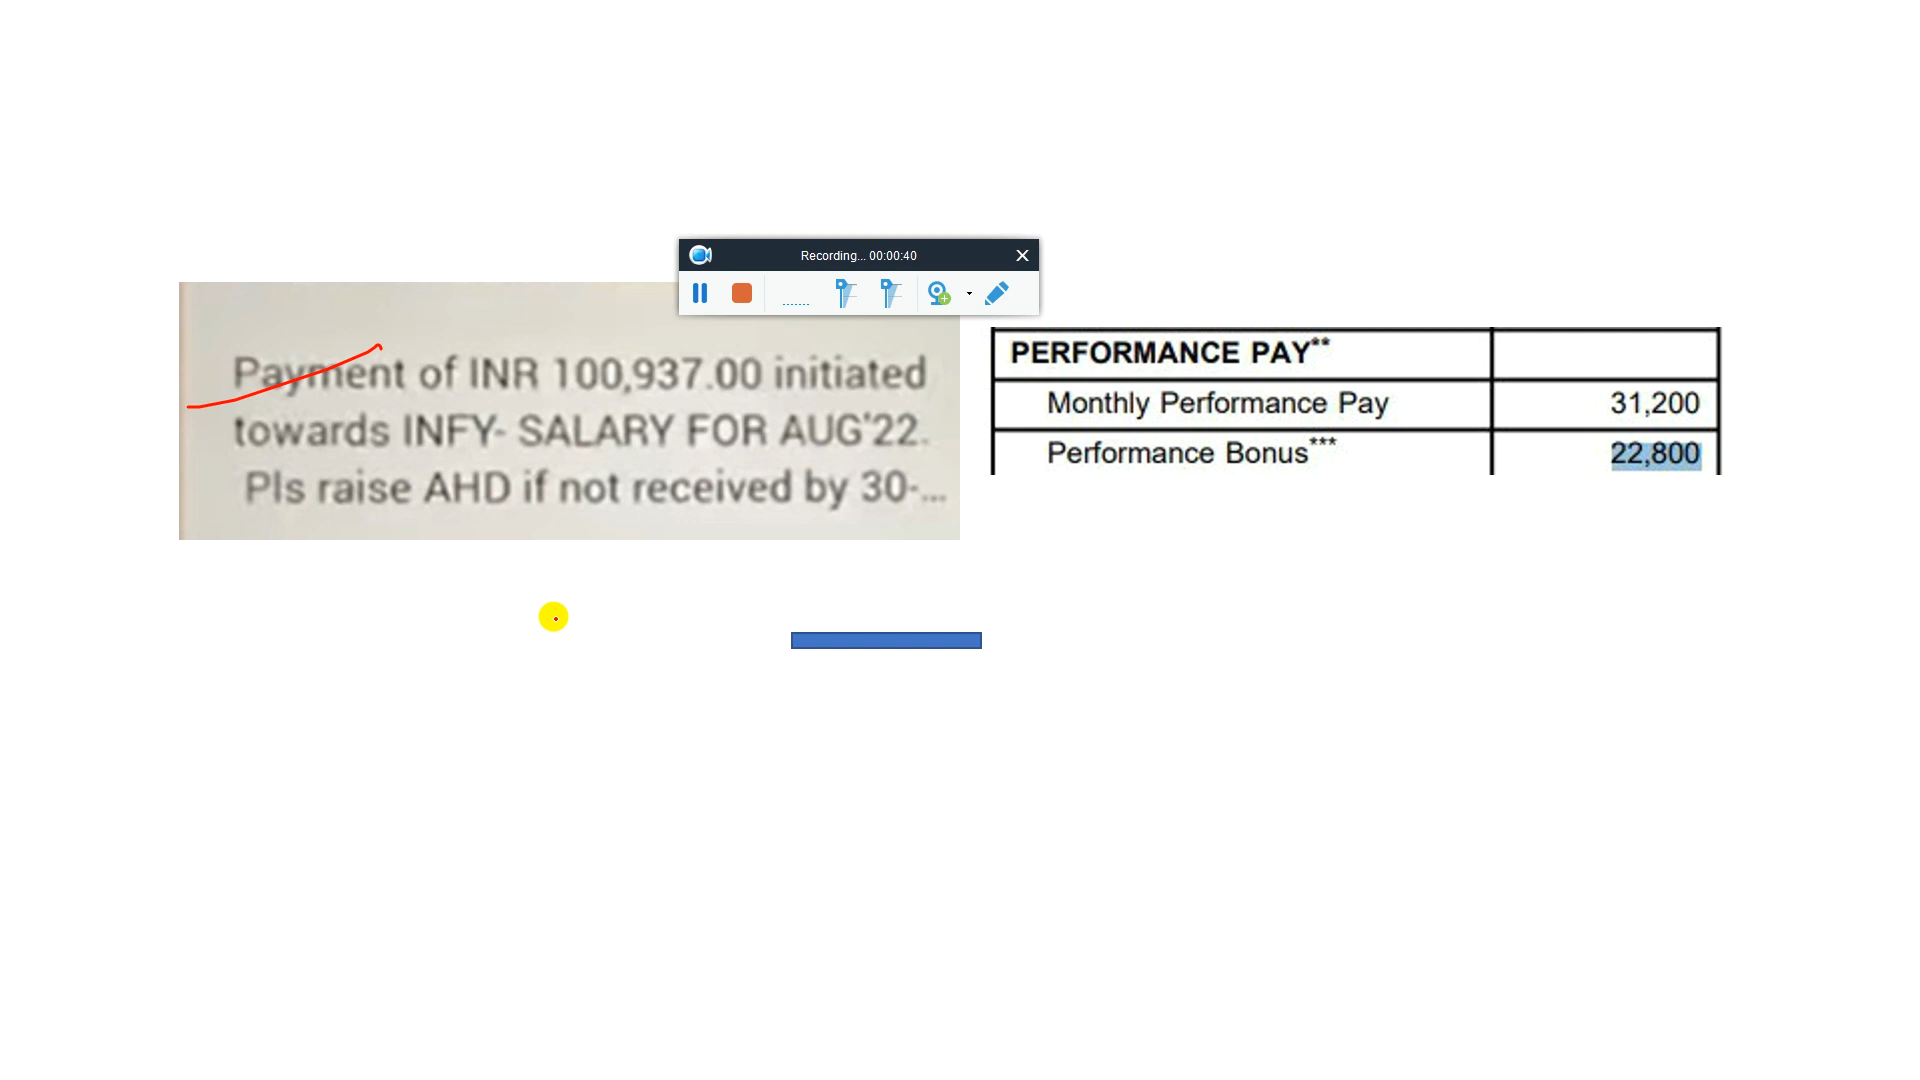 Recording... 00:00:40
Payment of INR 100,937.00 initiated
towards INFY- SALARY FOR AUG'22.
Pls raise AHD if not received by 30-...
PERFORMANCE PAY**
Monthly Performance Pay 31,200
Performance Bonus*** 22,800